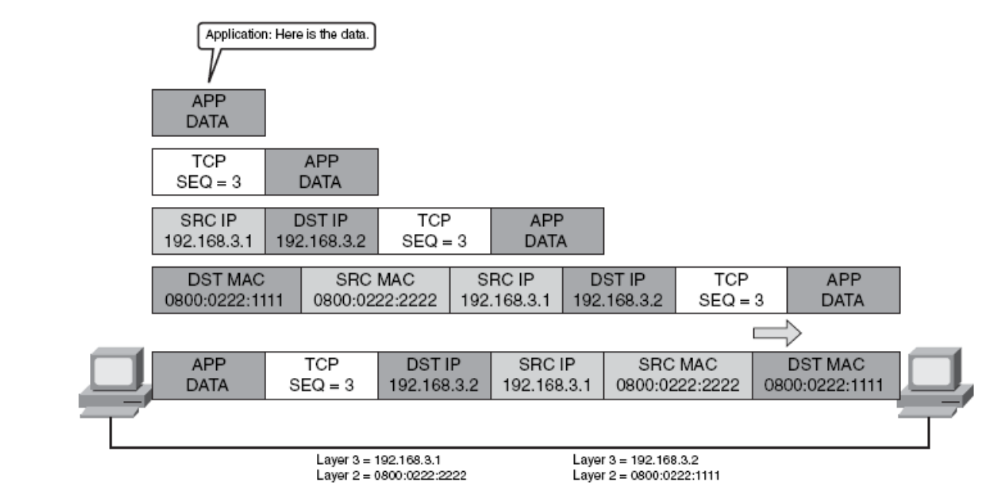 Application: Here is the data.
APP
DATA
TCP
SEQ = 3
APP
DATA
SRC IP
192.168.3.1
DST IP
192.168.3.2
TCP
SEQ = 3
APP
DATA
DST MAC
0800:0222:1111
SRC MAC
0800:0222:2222
SRC IP
192.168.3.1
DST IP
192.168.3.2
TCP
SEQ = 3
APP
DATA
APP
DATA
TCP
SEQ = 3
DST IP
192.168.3.2
SRC IP
192.168.3.1
SRC MAC
0800:0222:2222
DST MAC
0800:0222:1111
Layer 3 = 192.168.3.1
Layer 2 = 0800:0222:2222
Layer 3 = 192.168.3.2
Layer 2 = 0800:0222:1111